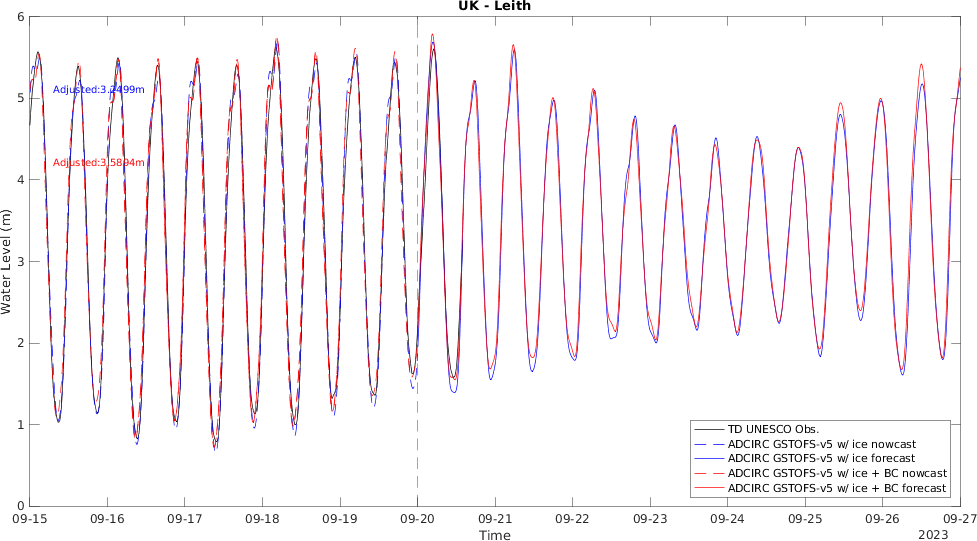 UK - Leith
6
5
4
3
2
1
0
Water Level (m)
Adjusted:3.2499m
Adjusted:3.5894m
TD UNESCO Obs.
ADCIRC GSTOFS-v5 w/ ice nowcast
ADCIRC GSTOFS-v5 w/ ice forecast
ADCIRC GSTOFS-v5 w/ ice + BC nowcast
ADCIRC GSTOFS-v5 w/ ice + BC forecast
09-15 09-16 09-17 09-18 09-19 09-20 09-21 09-22 09-23 09-24 09-25 09-26 09-27
Time
2023